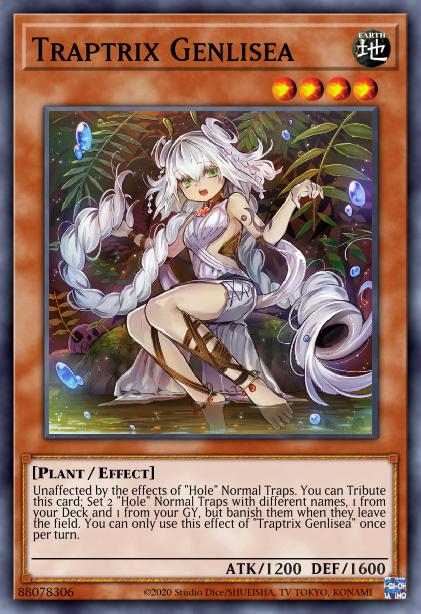 Traptrix Genlisea
EARTH
地
[Plant / Effect]
Unaffected by the effects of "Hole" Normal Traps. You can Tribute
this card; Set 2 "Hole" Normal Traps with different names, 1 from
your Deck and 1 from your GY, but banish them when they leave
the field. You can only use this effect of "Traptrix Genlisea" once
per turn.
ATK/1200 DEF/1600
88078306
©2020 Studio Dice/SHUEISHA, TV TOKYO, KONAMI